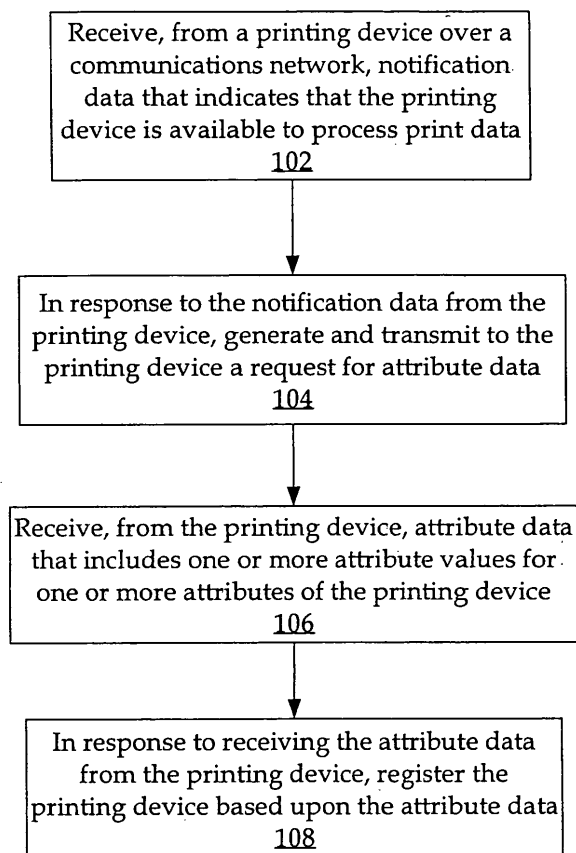 Receive, from a printing device over a
communications network, notification
data that indicates that the printing
device is available to process print data
102
In response to the notification data from the
printing device, generate and transmit to the
printing device a request for attribute data
104
Receive, from the printing device, attribute data
that includes one or more attribute values for
one or more attributes of the printing device
106
In response to receiving the attribute data
from the printing device, register the
printing device based upon the attribute data
108